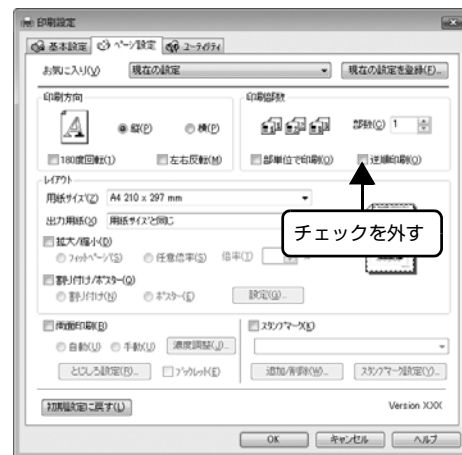 印刷設定
基本設定 ページ設定 ユーティリティ
お気に入り(V) 現在の設定 現在の設定を登録(F)...
印刷方向
縦(P) 横(P)
180度回転(1) 左右反転(M)
印刷部数
部数(C) 1
部単位で印刷(O) 逆順印刷(O)
レイアウト
用紙サイズ(Z) A4 210 x 297 mm
出力用紙(X) 用紙サイズと同じ
チェックを外す
拡大/縮小(D)
フィットページ(S) 任意倍率(S) 倍率(T)
割り付け/ポスター(Q)
割り付け(N) ポスター(E) 設定(G)...
両面印刷(B)
自動(U) 手動(X) 濃度調整(J)...
とじしろ設定(R)... ブックレット(E)
スタンプマーク(K)
追加/削除(W)... スタンプマーク設定(Y)...
初期設定に戻す(L) Version X.XX
OK キャンセル ヘルプ